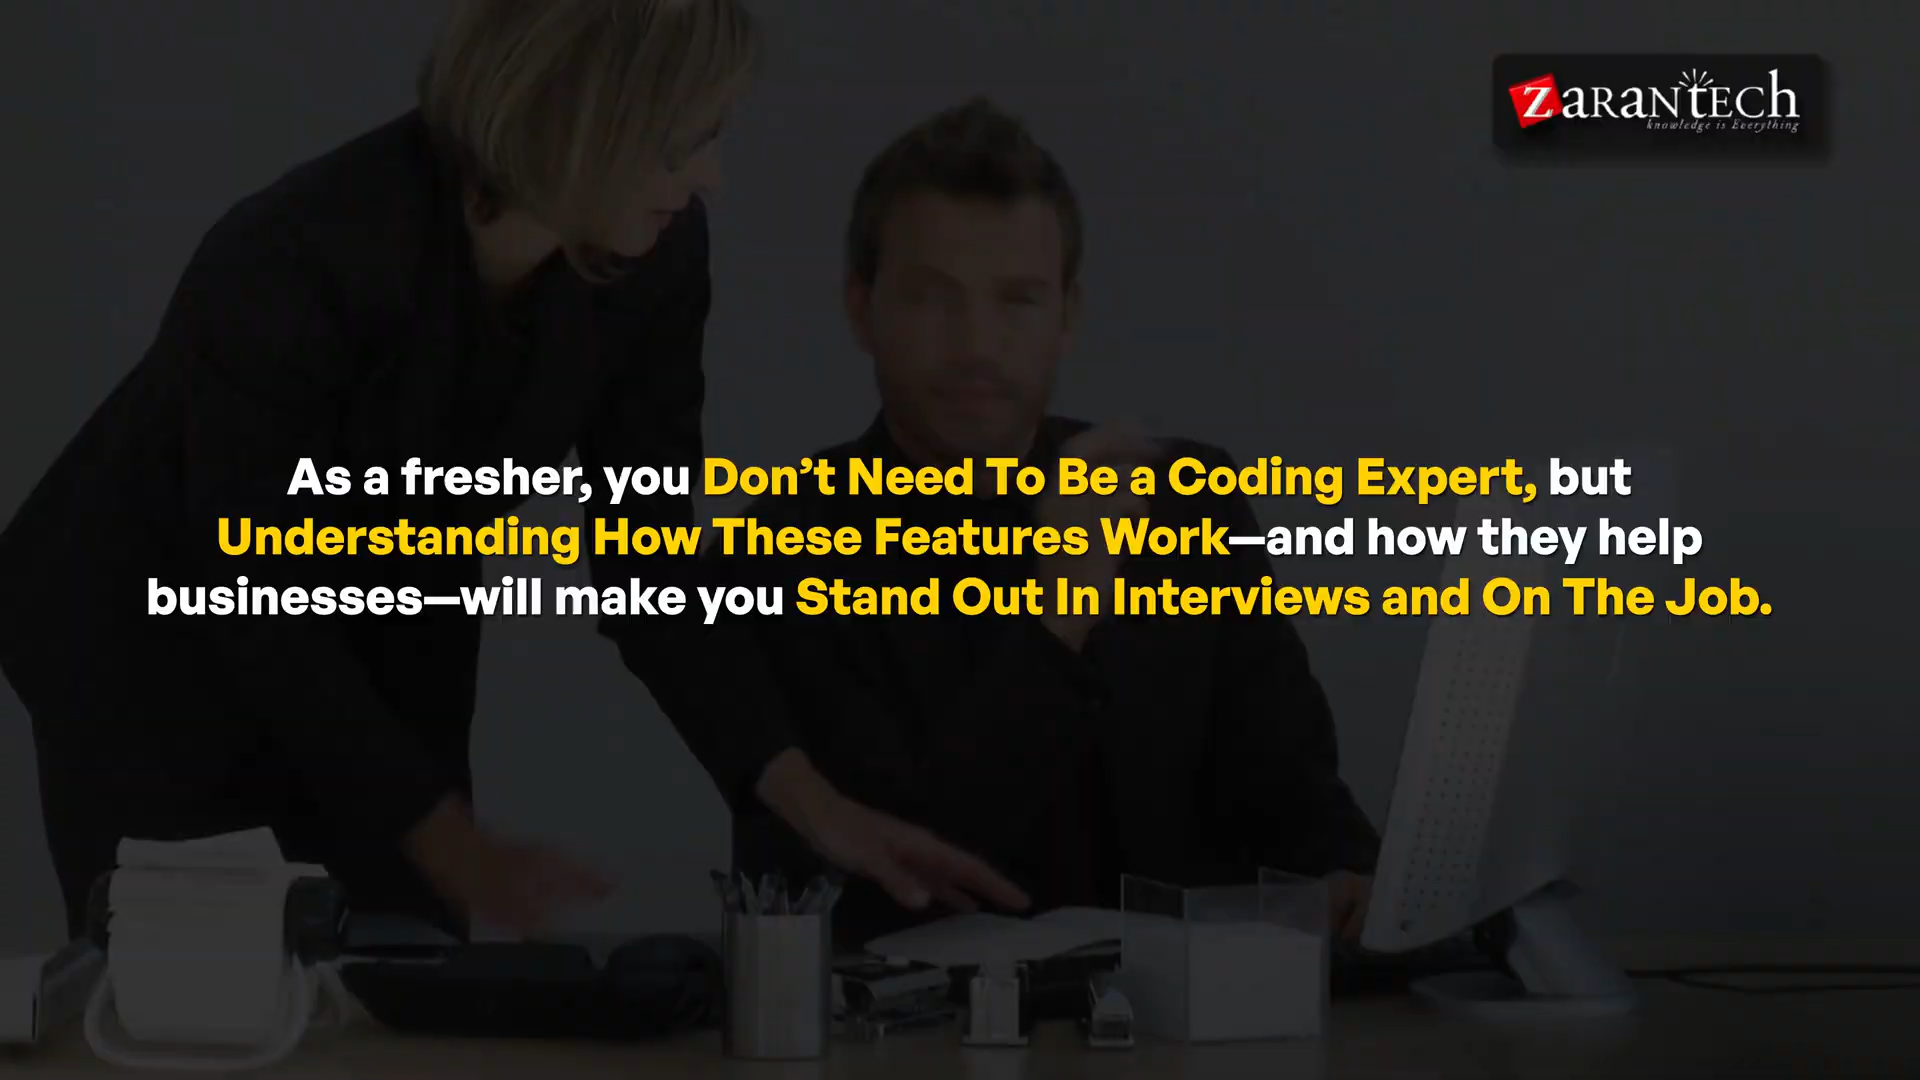 ZARANTECH
knowledge is Everything
As a fresher, you Don’t Need To Be a Coding Expert, but
Understanding How These Features Work—and how they help
businesses—will make you Stand Out In Interviews and On The Job.